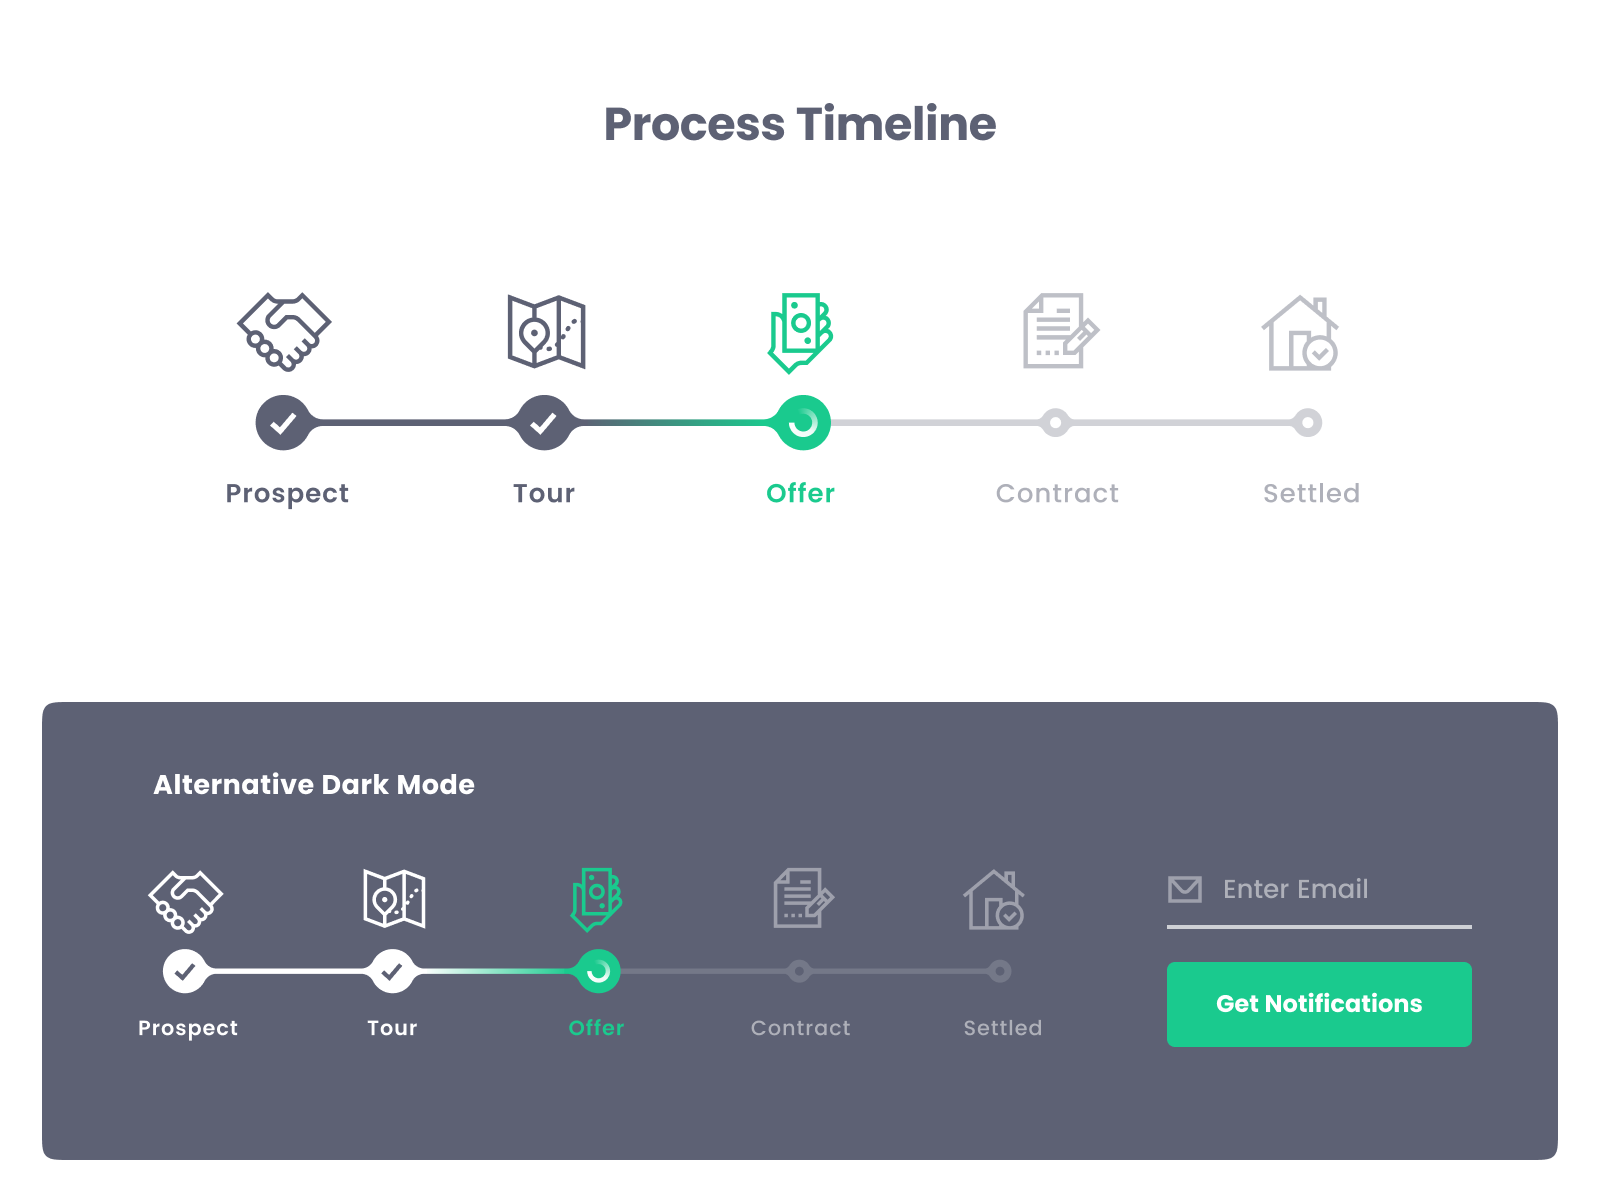 Process Timeline
Prospect Tour Offer Contract Settled
Alternative Dark Mode
Enter Email
Get Notifications
Prospect Tour Offer Contract Settled